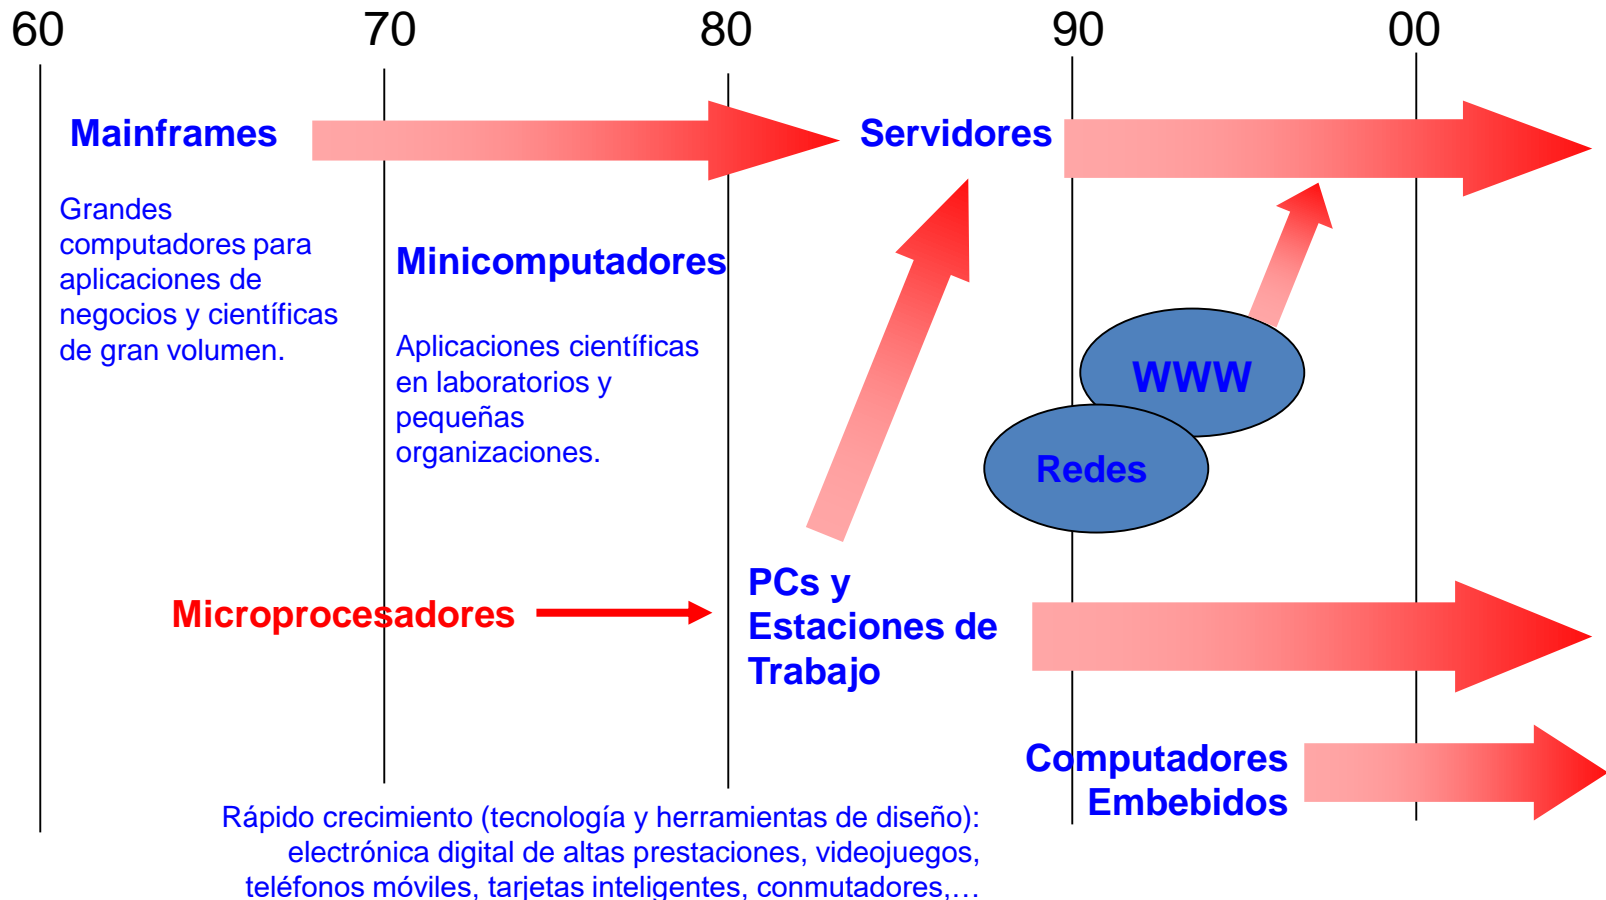 60 70 80 90 00
Mainframes
Servidores
Grandes
computadores para
aplicaciones de
negocios y científicas
de gran volumen.
Minicomputadores
Aplicaciones científicas
en laboratorios y
pequeñas
organizaciones.
WWW
Redes
Microprocesadores
PCs y
Estaciones de
Trabajo
Computadores
Embebidos
Rápido crecimiento (tecnología y herramientas de diseño):
electrónica digital de altas prestaciones, videojuegos,
teléfonos móviles, tarjetas inteligentes, conmutadores,…